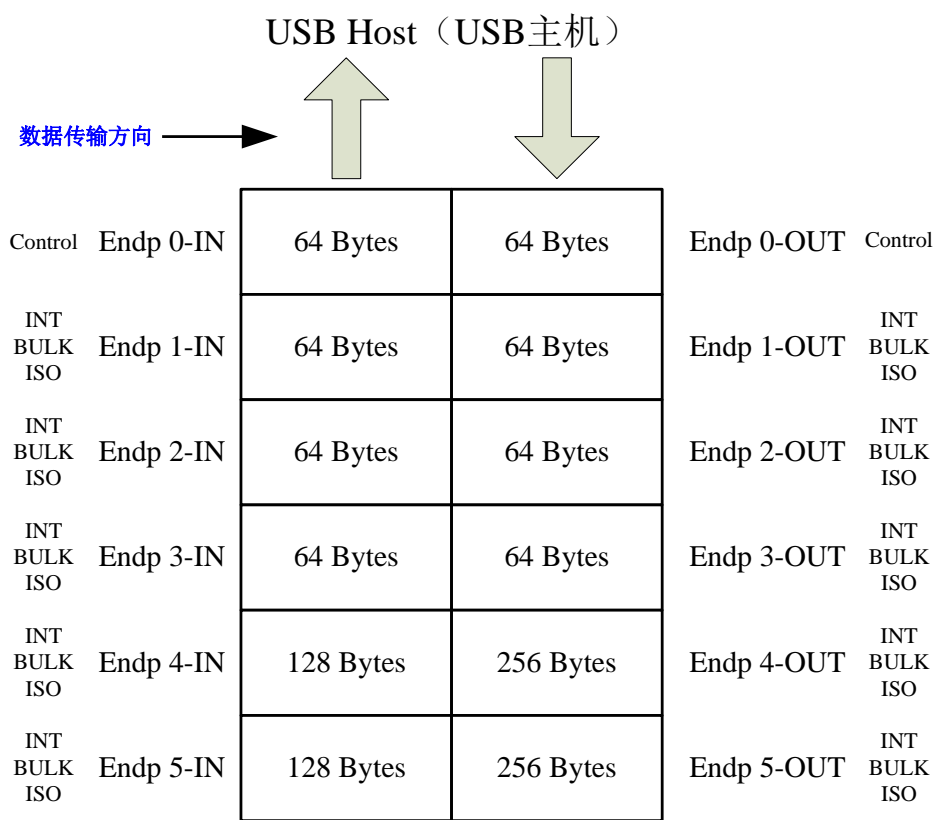 USB Host（USB主机）
数据传输方向
Control Endp 0-IN 64 Bytes 64 Bytes Endp 0-OUT Control
INT
BULK
ISO
Endp 1-IN 64 Bytes 64 Bytes Endp 1-OUT
INT
BULK
ISO
INT
BULK
ISO
Endp 2-IN 64 Bytes 64 Bytes Endp 2-OUT
INT
BULK
ISO
INT
BULK
ISO
Endp 3-IN 64 Bytes 64 Bytes Endp 3-OUT
INT
BULK
ISO
INT
BULK
ISO
Endp 4-IN 128 Bytes 256 Bytes Endp 4-OUT
INT
BULK
ISO
INT
BULK
ISO
Endp 5-IN 128 Bytes 256 Bytes Endp 5-OUT
INT
BULK
ISO